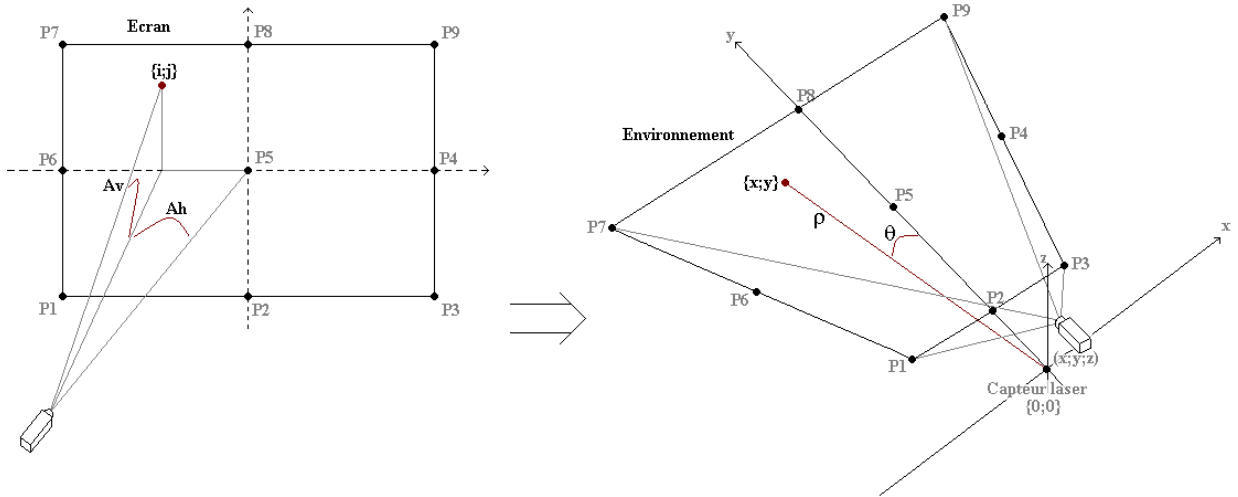 P7
Ecran
P8
P9
{i;j}
P6
P5
P4
Av
Ah
P1
P2
P3
P9
y
P8
Environnement
P4
{x;y}
P5
ρ
θ
P7
x
z
P3
P6
P2
P1
(x;y;z)
Capteur laser
{0;0}